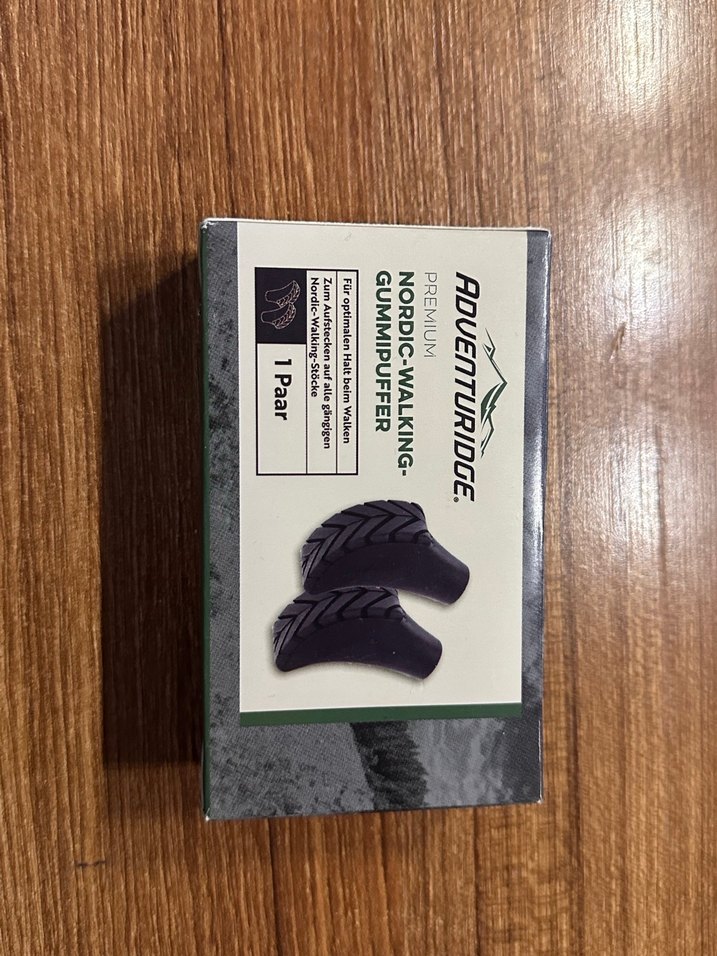 ADVENTURIDGE®
PREMIUM
NORDIC-WALKING-
GUMMIPUFFER
Für optimalen Halt beim Walken
Zum Aufstecken auf alle gängigen
Nordic-Walking-Stöcke
1 Paar